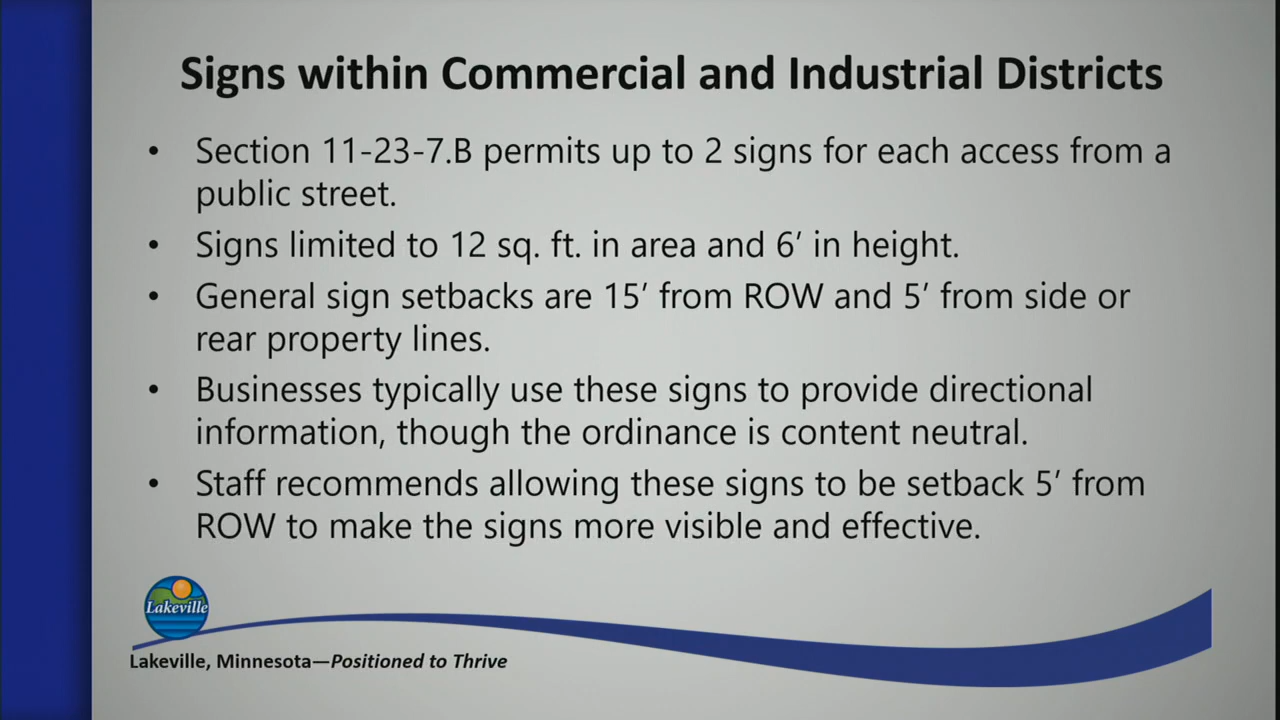 Signs within Commercial and Industrial Districts
• Section 11-23-7.B permits up to 2 signs for each access from a
public street.
• Signs limited to 12 sq. ft. in area and 6’ in height.
• General sign setbacks are 15’ from ROW and 5’ from side or
rear property lines.
• Businesses typically use these signs to provide directional
information, though the ordinance is content neutral.
• Staff recommends allowing these signs to be setback 5’ from
ROW to make the signs more visible and effective.
Lakeville
Lakeville, Minnesota—Positioned to Thrive